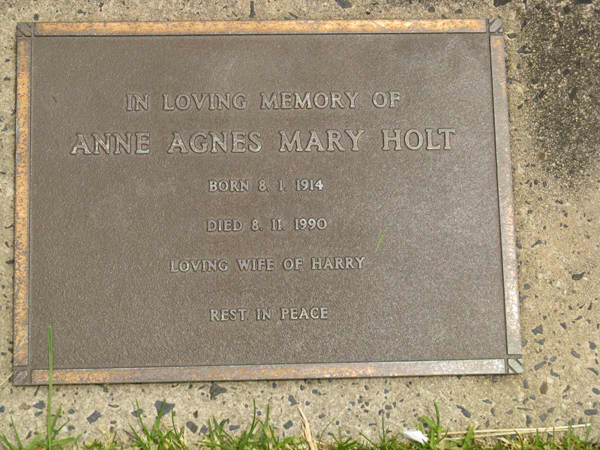 IN LOVING MEMORY OF
ANNE AGNES MARY HOLT
BORN 8. 1. 1914
DIED 8. 11. 1990
LOVING WIFE OF HARRY
REST IN PEACE